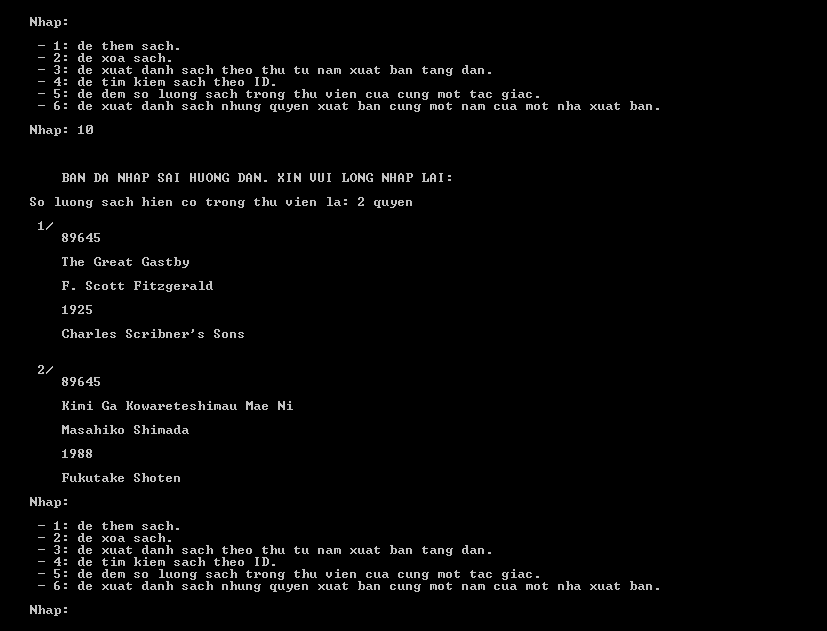 Nhap:
- 1: de them sach.
- 2: de xoa sach.
- 3: de xuat danh sach theo thu tu nam xuat ban tang dan.
- 4: de tim kiem sach theo ID.
- 5: de dem so luong sach trong thu vien cua cung mot tac giac.
- 6: de xuat danh sach nhung quyen xuat ban cung mot nam cua mot nha xuat ban.
Nhap: 10
BAN DA NHAP SAI HUONG DAN. XIN VUI LONG NHAP LAI:
So luong sach hien co trong thu vien la: 2 quyen
1/
89645
The Great Gastby
F. Scott Fitzgerald
1925
Charles Scribner's Sons
2/
89645
Kimi Ga Kowareteshimau Mae Ni
Masahiko Shimada
1988
Fukutake Shoten
Nhap:
- 1: de them sach.
- 2: de xoa sach.
- 3: de xuat danh sach theo thu tu nam xuat ban tang dan.
- 4: de tim kiem sach theo ID.
- 5: de dem so luong sach trong thu vien cua cung mot tac giac.
- 6: de xuat danh sach nhung quyen xuat ban cung mot nam cua mot nha xuat ban.
Nhap: